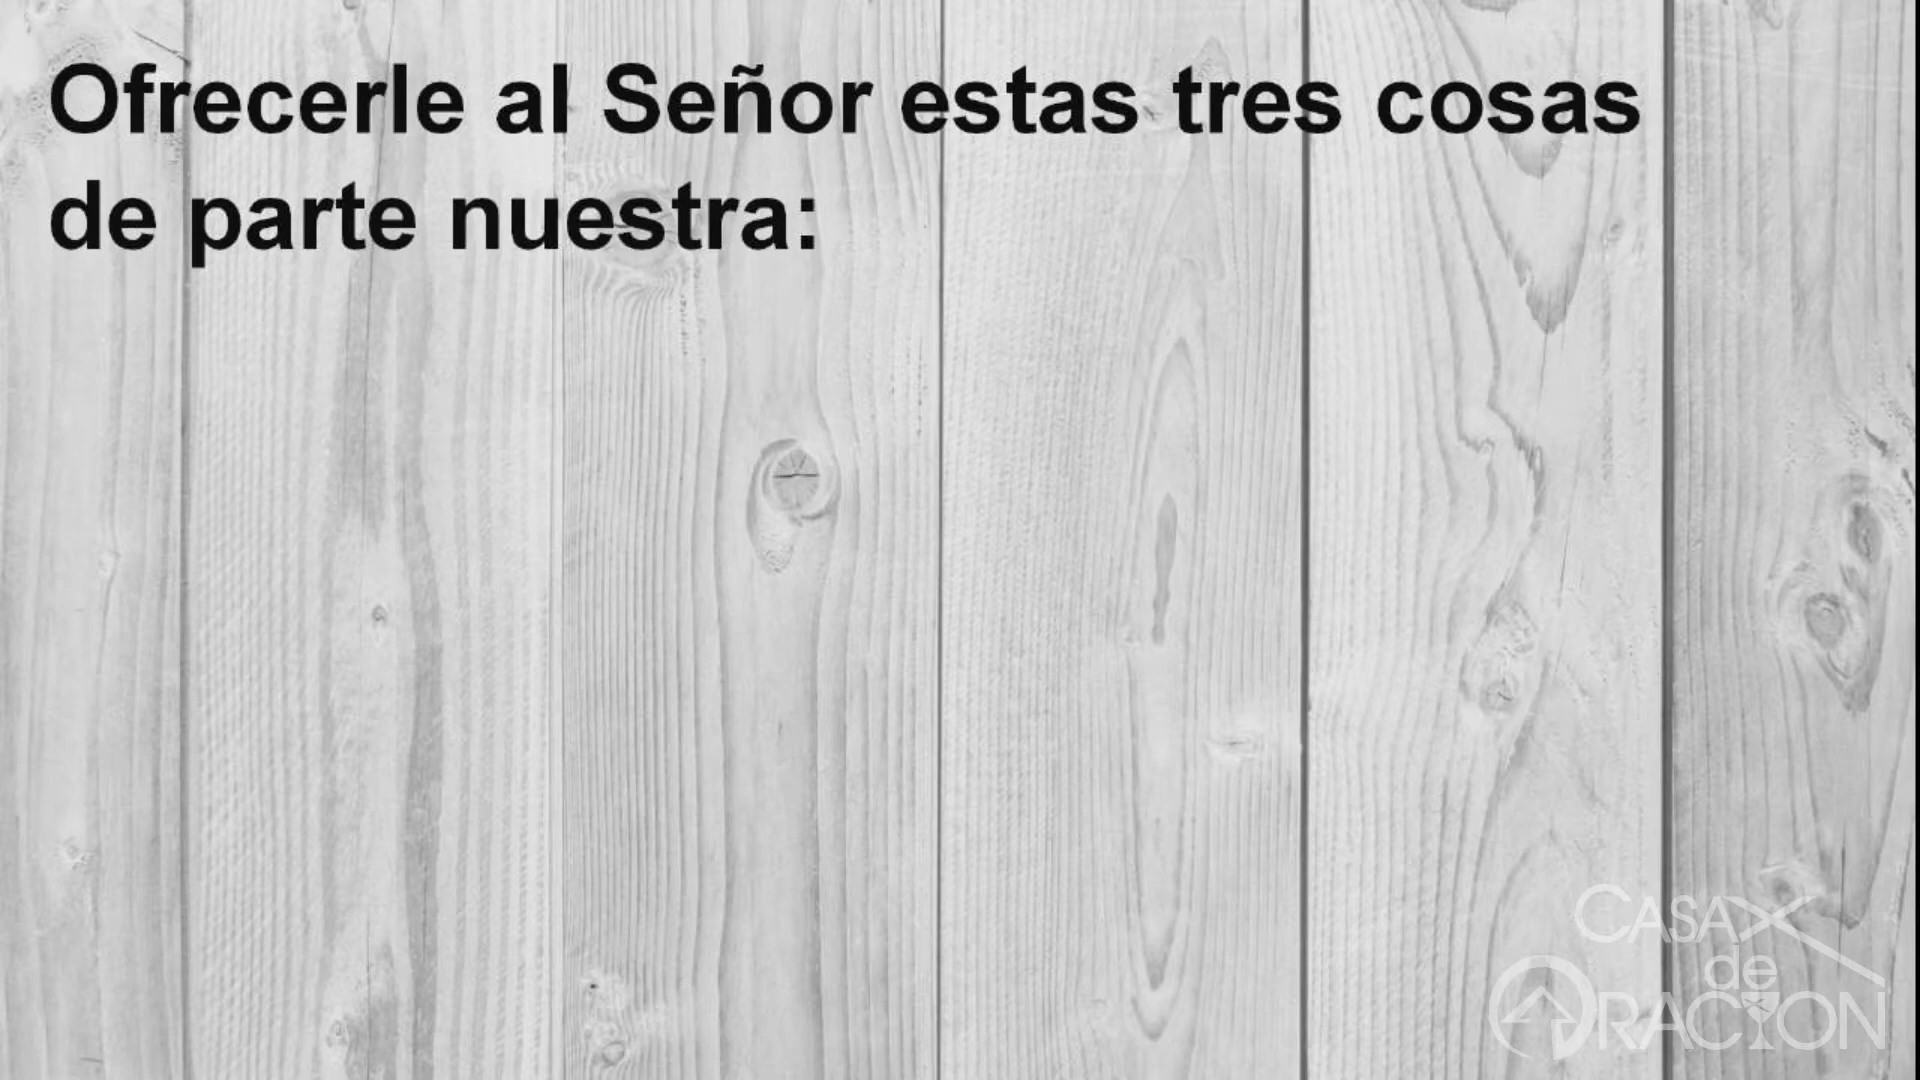 Ofrecerle al Señor estas tres cosas
de parte nuestra:
CASA
de
ORACION